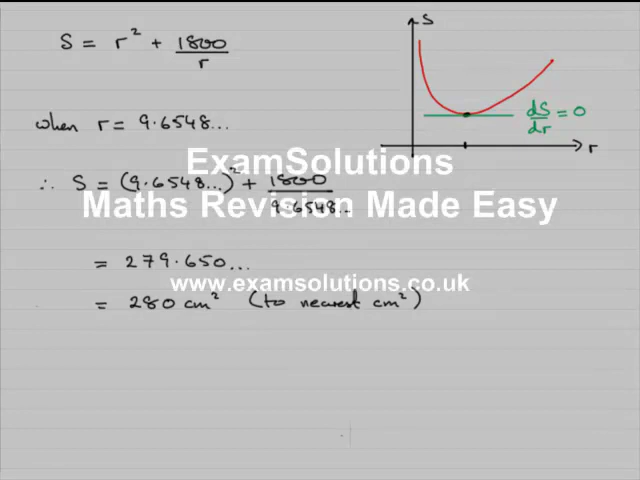 S = r² + 1800/r
S
dS/dr = 0
r
when r = 9.6548...
∴ S = (9.6548...)² + 1800/9.6548...
ExamSolutions
Maths Revision Made Easy
= 279.650...
www.examsolutions.co.uk
= 280 cm² (to nearest cm²)